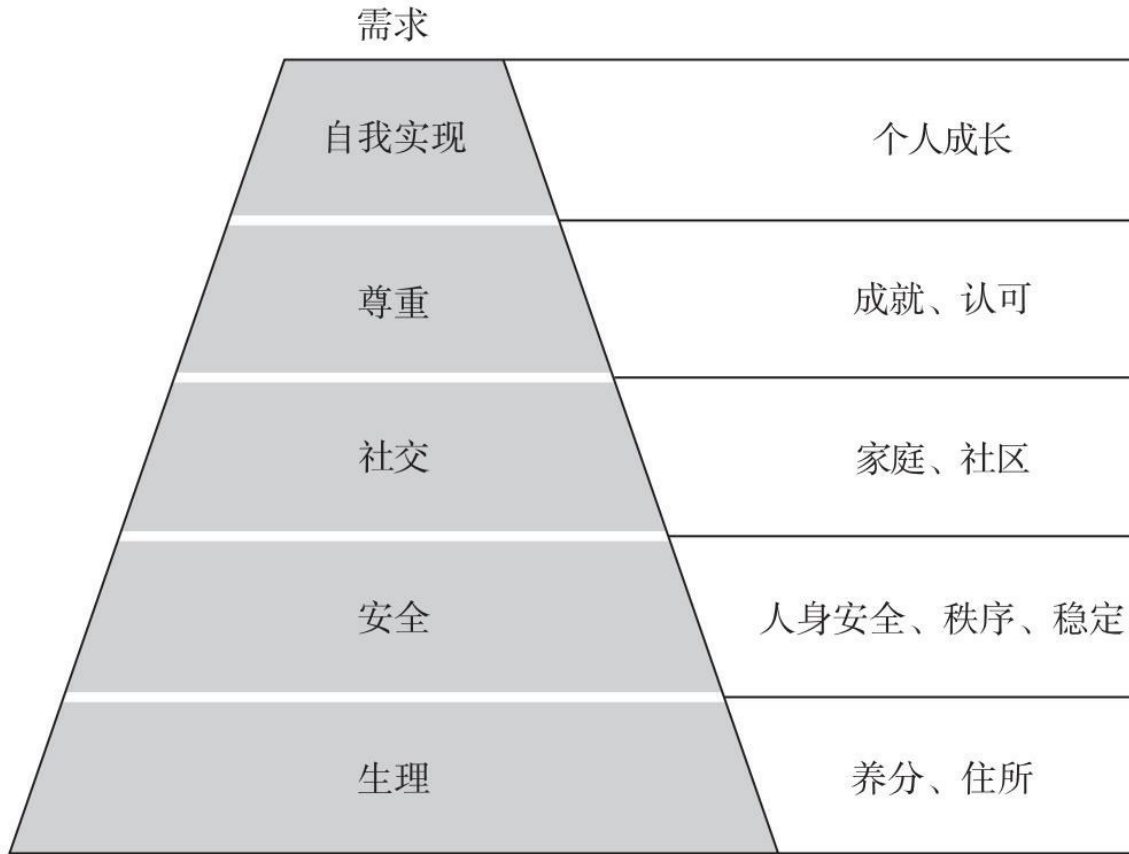 需求
自我实现
个人成长
尊重
成就、认可
社交
家庭、社区
安全
人身安全、秩序、稳定
生理
养分、住所